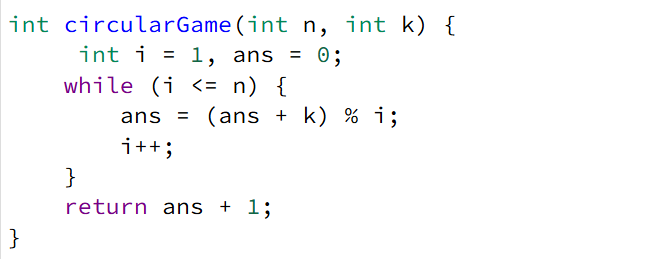 int circularGame(int n, int k) {
     int i = 1, ans = 0;
    while (i <= n) {
        ans = (ans + k) % i;
        i++;
    }
    return ans + 1;
}